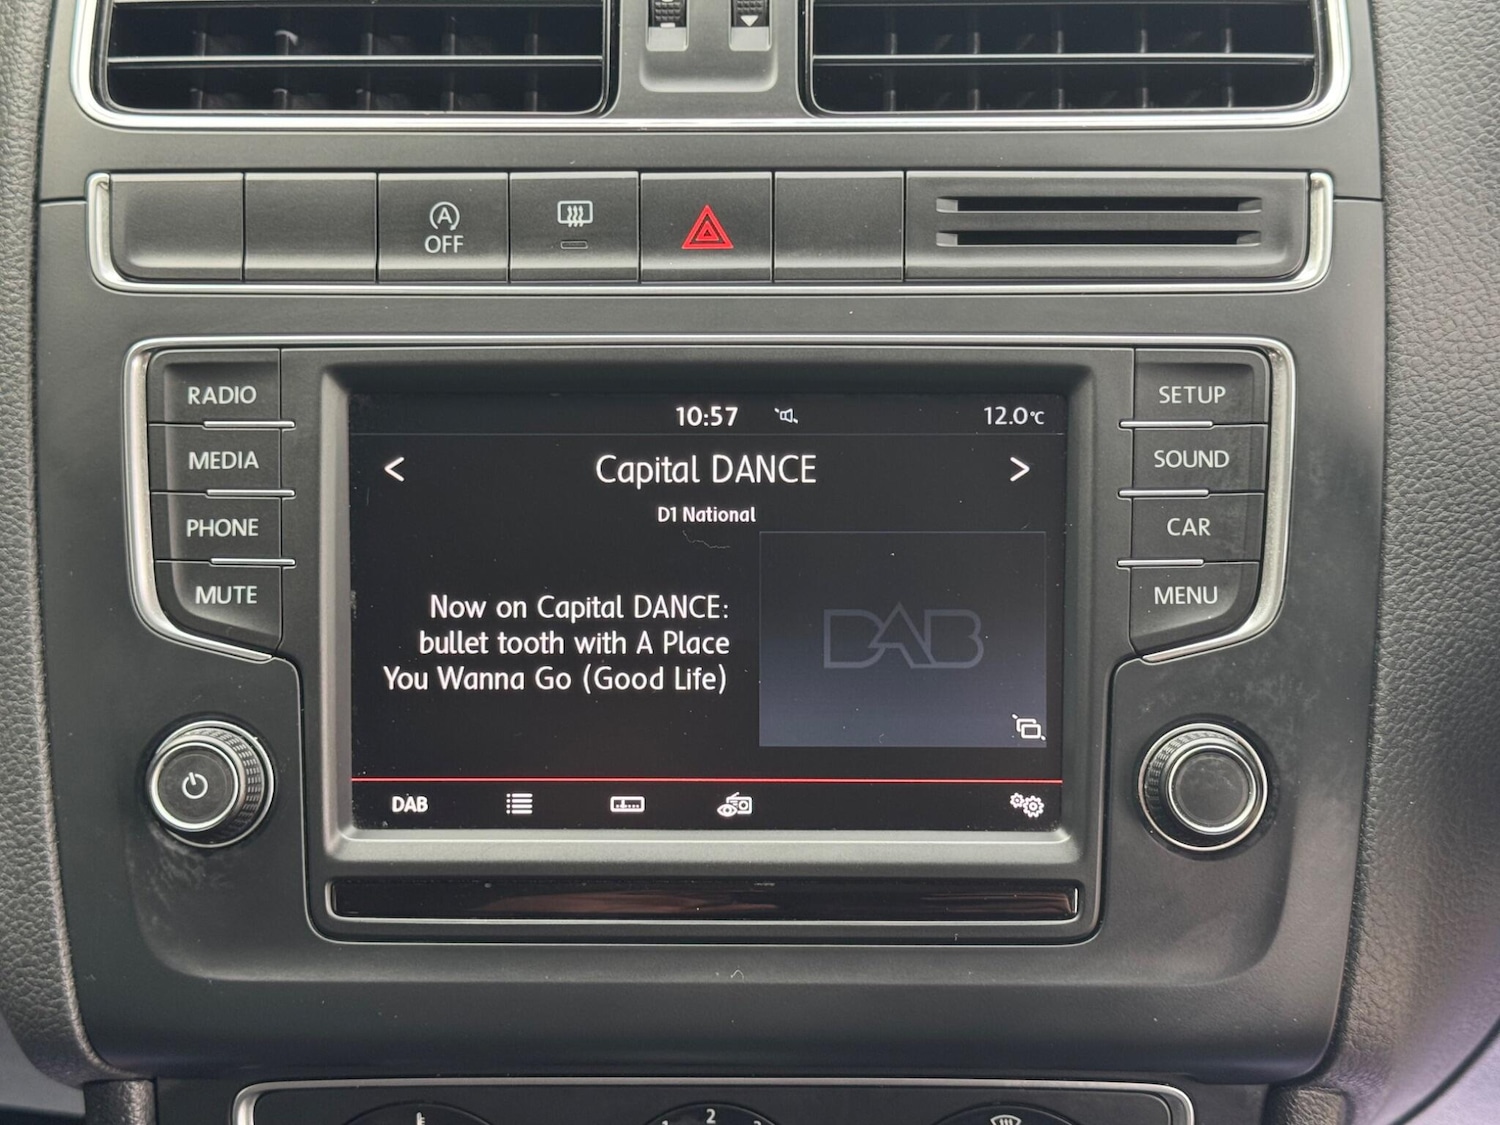 A
OFF
RADIO
MEDIA
PHONE
MUTE
10:57
12.0°C
Capital DANCE
D1 National
Now on Capital DANCE:
bullet tooth with A Place
You Wanna Go (Good Life)
DAB
DAB
SETUP
SOUND
CAR
MENU
2